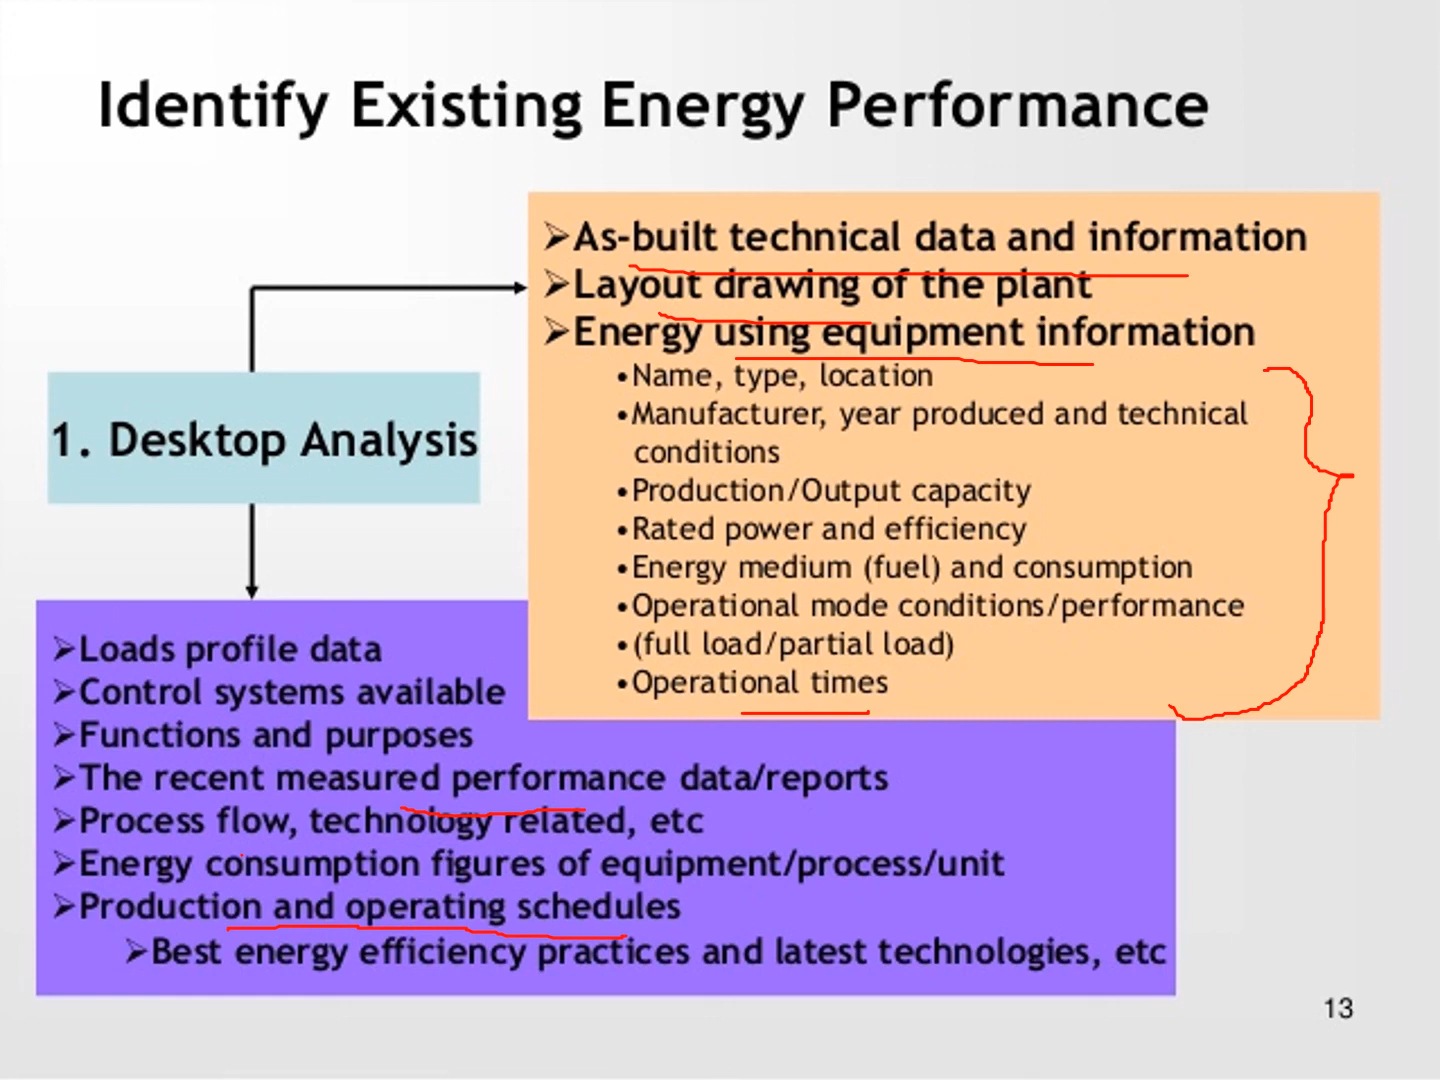 Identify Existing Energy Performance
➢As-built technical data and information
➢Layout drawing of the plant
➢Energy using equipment information
•Name, type, location
•Manufacturer, year produced and technical
conditions
•Production/Output capacity
•Rated power and efficiency
•Energy medium (fuel) and consumption
•Operational mode conditions/performance
•(full load/partial load)
•Operational times
1. Desktop Analysis
➢Loads profile data
➢Control systems available
➢Functions and purposes
➢The recent measured performance data/reports
➢Process flow, technology related, etc
➢Energy consumption figures of equipment/process/unit
➢Production and operating schedules
➢Best energy efficiency practices and latest technologies, etc
13